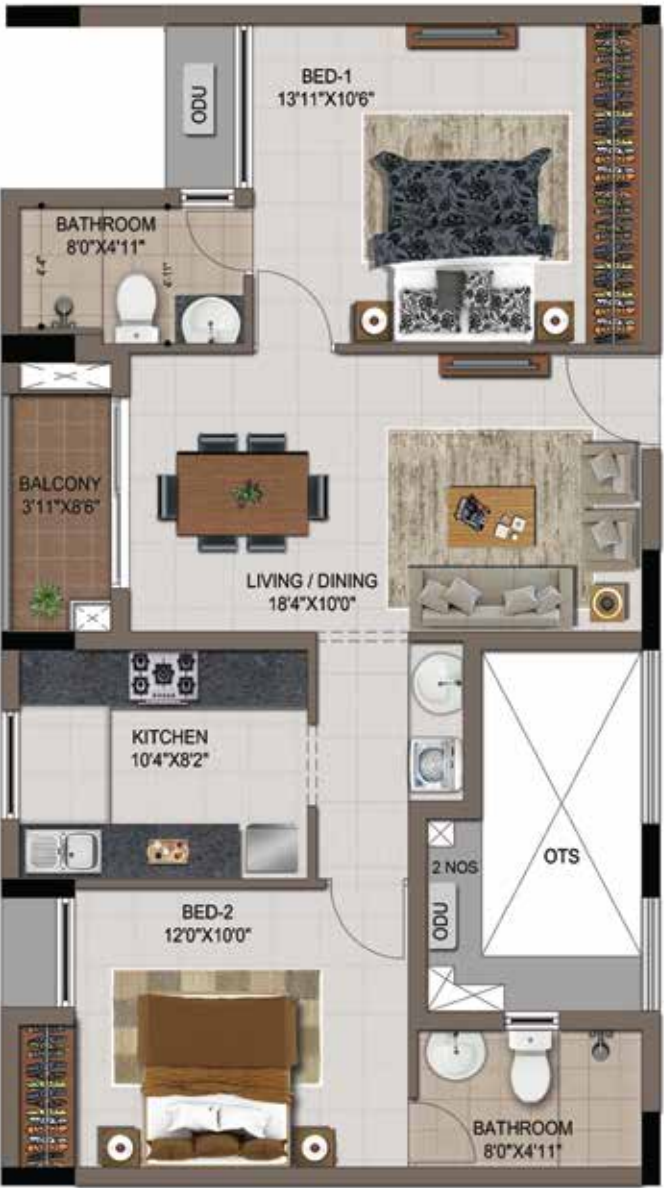 BED-1
13'11"X10'6"
ODU
BATHROOM
8'0"X4'11"
4'-11"
BALCONY
3'11"X8'6"
LIVING / DINING
18'4"X10'0"
KITCHEN
10'4"X8'2"
2 NOS
ODU
OTS
BED-2
12'0"X10'0"
BATHROOM
8'0"X4'11"